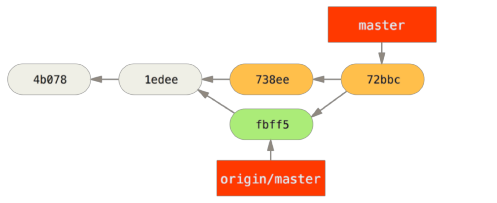 master
4b078
1edee
738ee
72bbc
fbff5
origin/master